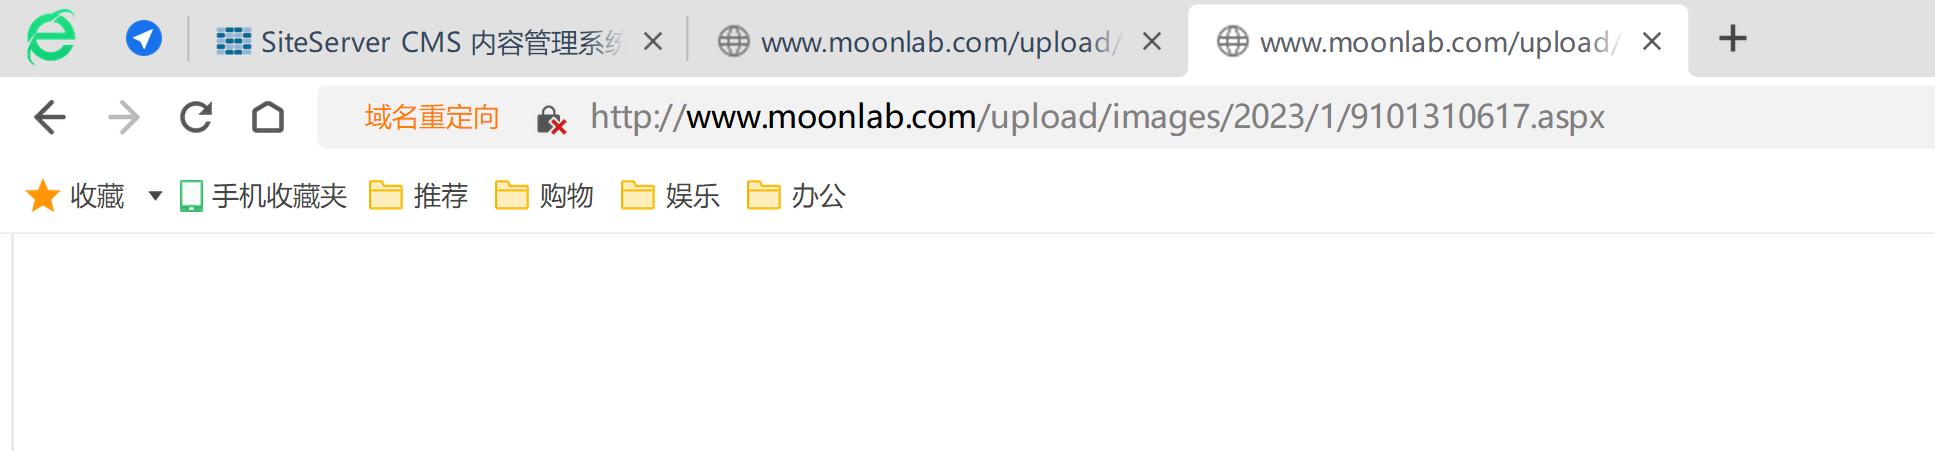 SiteServer CMS 内容管理系统
www.moonlab.com/upload/
www.moonlab.com/upload/
域名重定向 http://www.moonlab.com/upload/images/2023/1/9101310617.aspx
收藏 手机收藏夹 推荐 购物 娱乐 办公